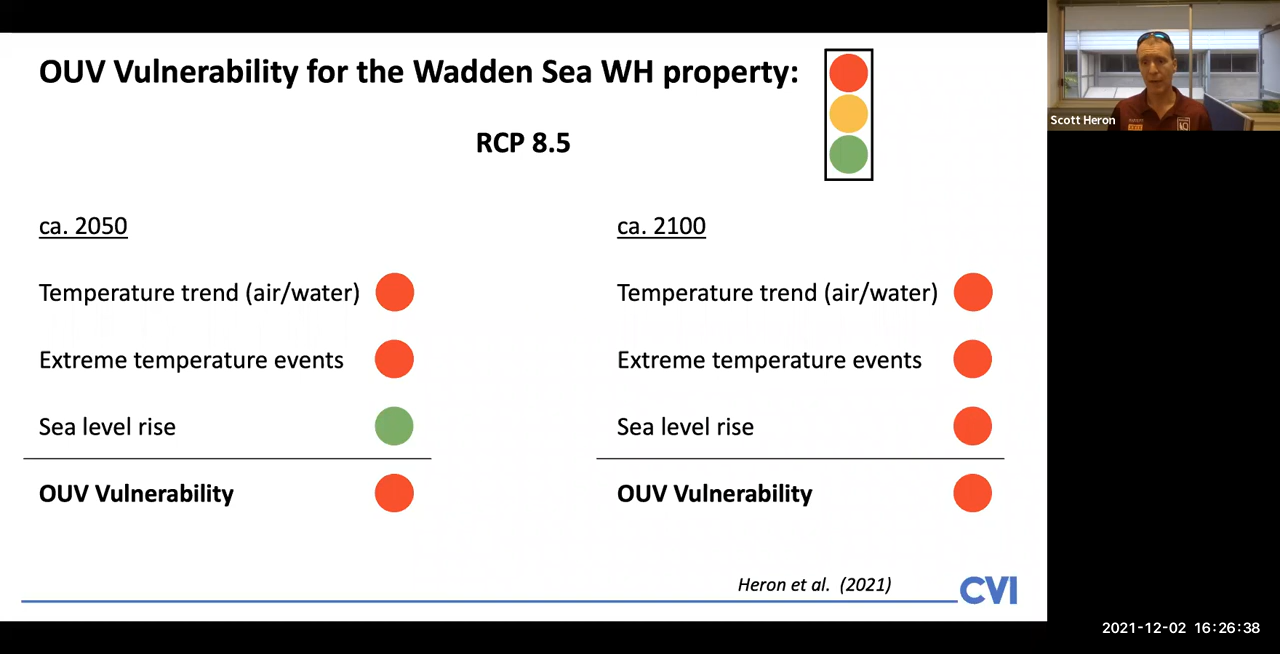 OUV Vulnerability for the Wadden Sea WH property:
RCP 8.5
ca. 2050
Temperature trend (air/water)
Extreme temperature events
Sea level rise
OUV Vulnerability
ca. 2100
Temperature trend (air/water)
Extreme temperature events
Sea level rise
OUV Vulnerability
Heron et al. (2021)
CVI
Scott Heron
2021-12-02 16:26:38